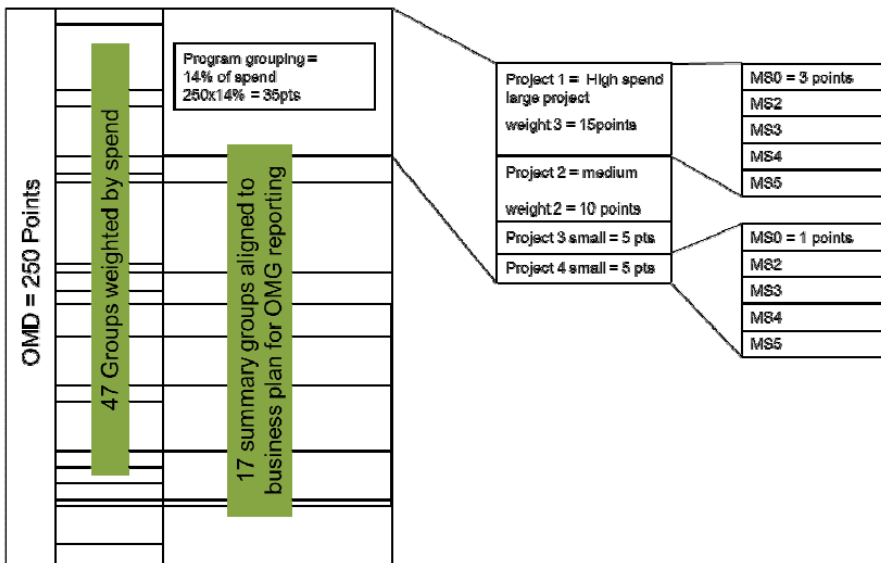 OMD = 250 Points
47 Groups weighted by spend
Program grouping =
14% of spend
250x14% = 35pts
17 summary groups aligned to
business plan for OMG reporting
Project 1 = High spend
large project
weight 3 = 15points
Project 2 = medium
weight 2 = 10 points
Project 3 small = 5 pts
Project 4 small = 5 pts
MS0 = 3 points
MS2
MS3
MS4
MS5
MS0 = 1 points
MS2
MS3
MS4
MS5